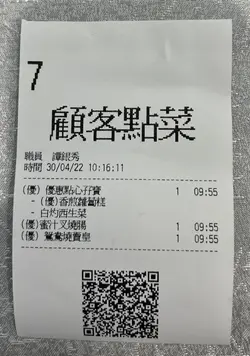 7
顧客點菜
職員 譚銀秀
時間 30/04/22 10:16:11
(優) 優惠點心孖寶 1 09:55
- (優)香煎蘿蔔糕
- 白灼西生菜
(優)蜜汁叉燒腸 1 09:55
(優) 鴛鴦燒賣皇 1 09:55